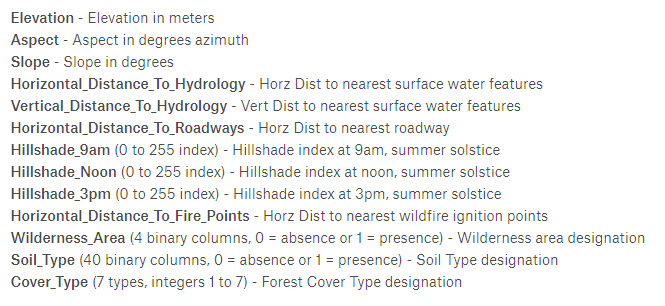 Elevation - Elevation in meters
Aspect - Aspect in degrees azimuth
Slope - Slope in degrees
Horizontal_Distance_To_Hydrology - Horz Dist to nearest surface water features
Vertical_Distance_To_Hydrology - Vert Dist to nearest surface water features
Horizontal_Distance_To_Roadways - Horz Dist to nearest roadway
Hillshade_9am (0 to 255 index) - Hillshade index at 9am, summer solstice
Hillshade_Noon (0 to 255 index) - Hillshade index at noon, summer solstice
Hillshade_3pm (0 to 255 index) - Hillshade index at 3pm, summer solstice
Horizontal_Distance_To_Fire_Points - Horz Dist to nearest wildfire ignition points
Wilderness_Area (4 binary columns, 0 = absence or 1 = presence) - Wilderness area designation
Soil_Type (40 binary columns, 0 = absence or 1 = presence) - Soil Type designation
Cover_Type (7 types, integers 1 to 7) - Forest Cover Type designation